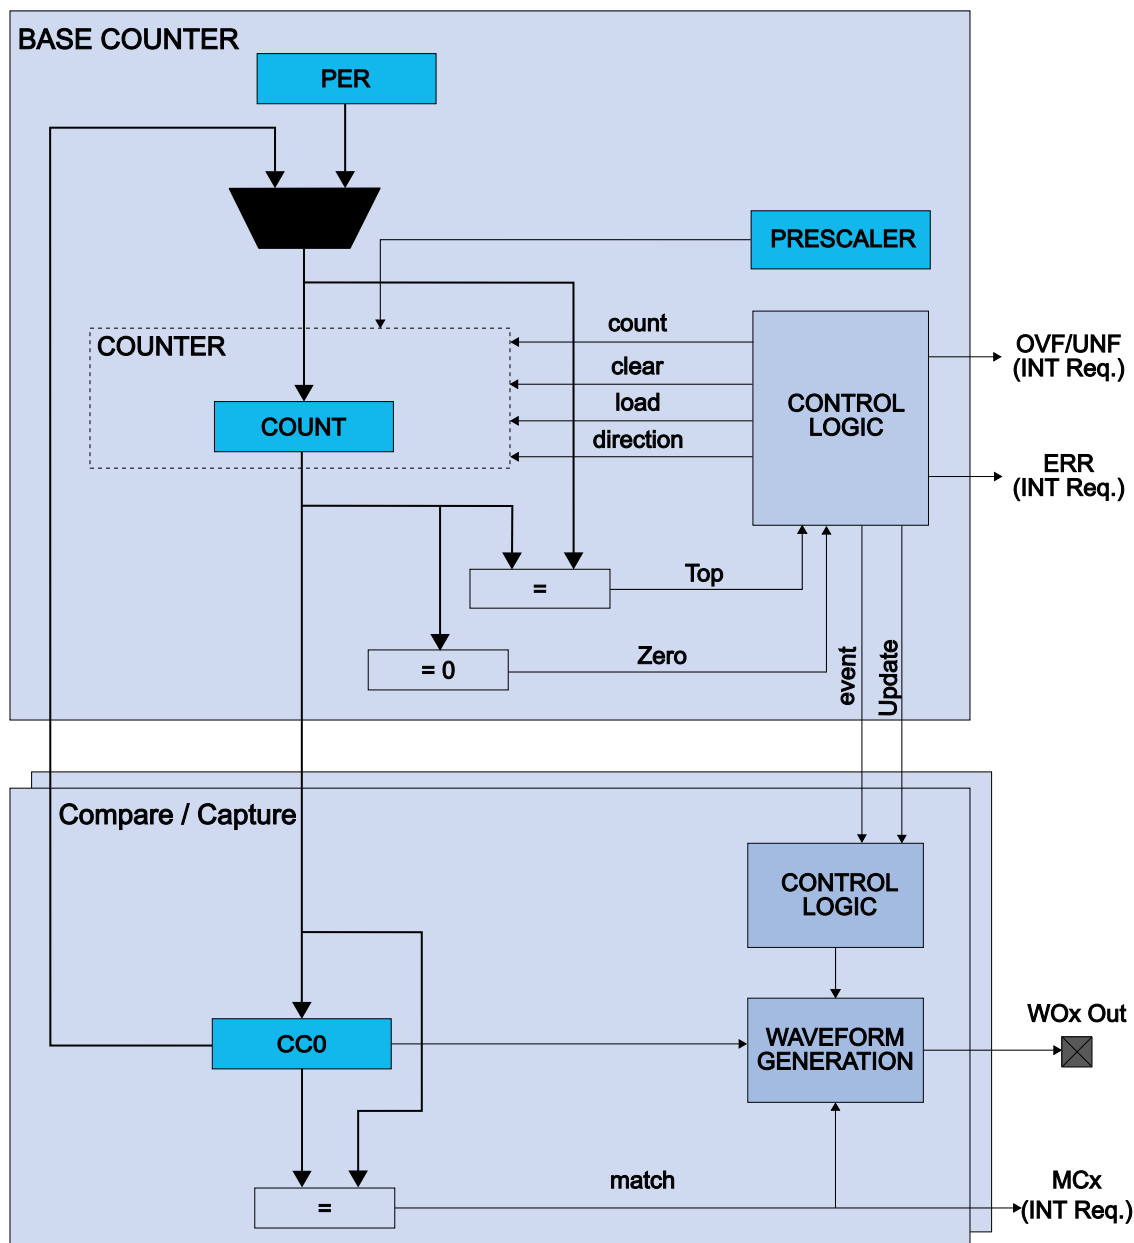 BASE COUNTER
PER
PRESCALER
COUNTER
count
clear
load
direction
COUNT
CONTROL
LOGIC
OVF/UNF
(INT Req.)
ERR
(INT Req.)
=
Top
= 0
Zero
event
Update
Compare / Capture
CONTROL
LOGIC
CC0
WAVEFORM
GENERATION
WOx Out
=
match
MCx
(INT Req.)